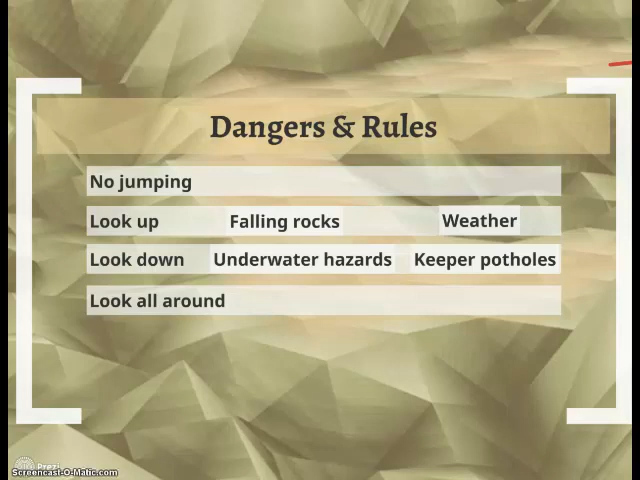 Dangers & Rules
No jumping
Look up Falling rocks Weather
Look down Underwater hazards Keeper potholes
Look all around
Prezi
Screencast-O-Matic.com